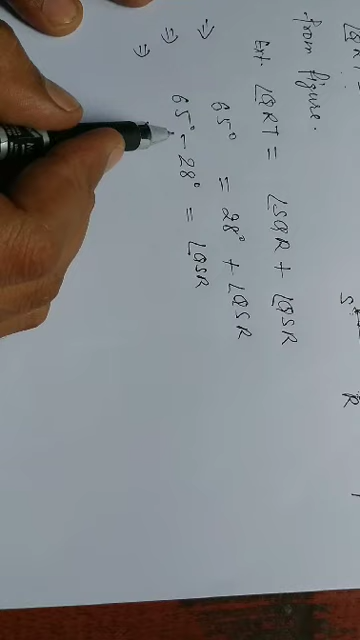 from figure.
Ext. ∠QRT = ∠SQR + ∠QSR
⇒ 65° = 28° + ∠QSR
⇒ 65° - 28° = ∠QSR
⇒
S
R